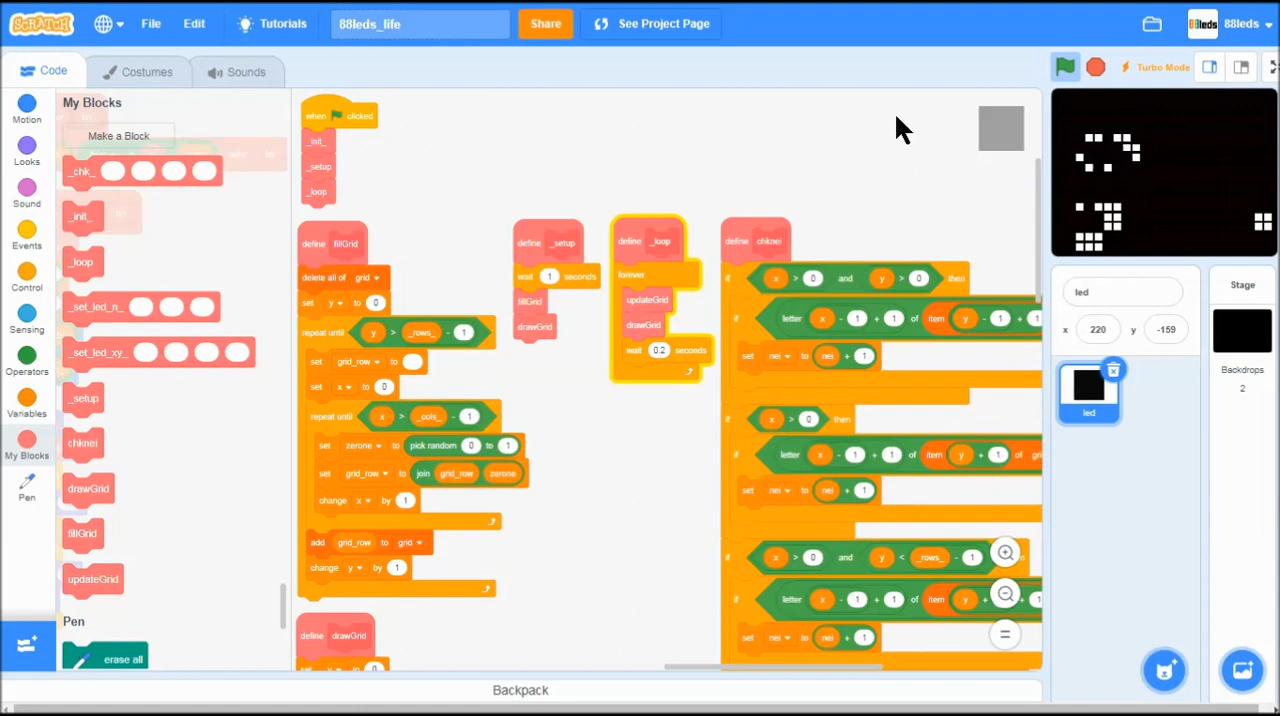 SCRATCH File Edit Tutorials 88leds_life Share See Project Page 88leds 88leds
Code Costumes Sounds Turbo Mode
Motion
Looks
Sound
Events
Control
Sensing
Operators
Variables
My Blocks
Pen
My Blocks
Make a Block
_chk_
_init_
_loop
_set_led_n_
_set_led_xy_
_setup
chknei
drawGrid
fillGrid
updateGrid
Pen
erase all
when clicked
_init_
_setup
_loop
define fillGrid
delete all of grid
set y to 0
repeat until y > _rows_ - 1
set grid_row to
set x to 0
repeat until x > _cols_ - 1
set zerone to pick random 0 to 1
set grid_row to join grid_row zerone
change x by 1
add grid_row to grid
change y by 1
define drawGrid
define _setup
wait 1 seconds
fillGrid
drawGrid
define _loop
forever
updateGrid
drawGrid
wait 0.2 seconds
define chknei
if x > 0 and y > 0 then
if letter x - 1 + 1 of item y - 1 + 1
set nei to nei + 1
if x > 0 then
if letter x - 1 + 1 of item y + 1 of
set nei to nei + 1
if x > 0 and y < _rows_ - 1
if letter x - 1 + 1 of item y + 1
set nei to nei + 1
led
x 220 y -159
led
Stage
Backdrops
2
Backpack